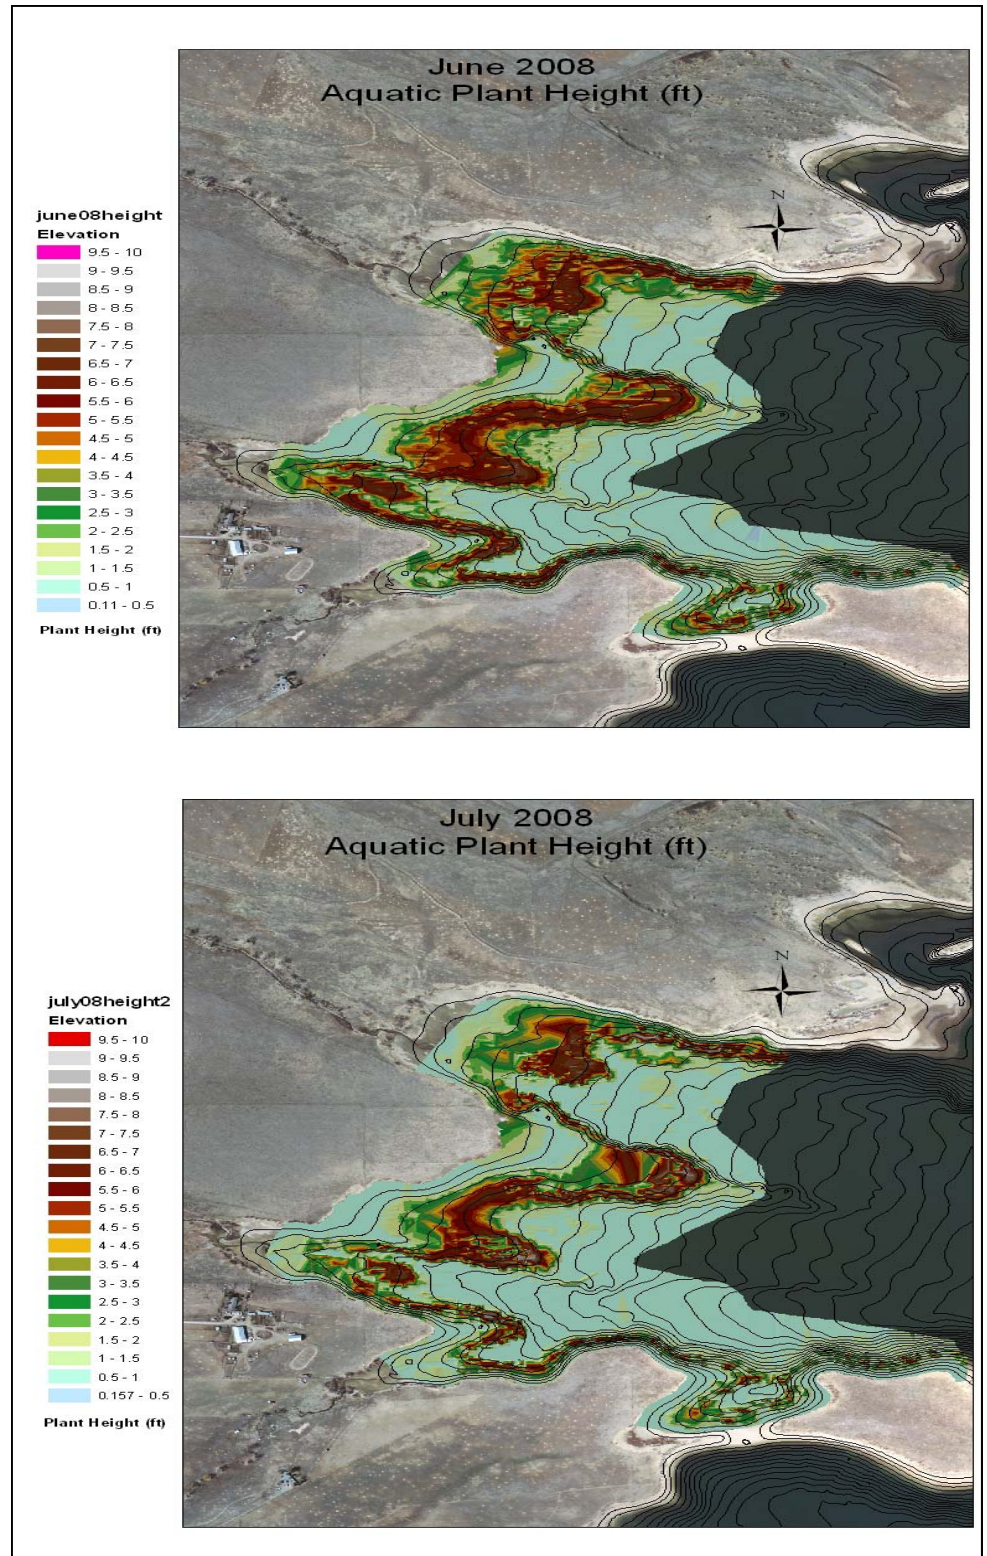 June 2008
Aquatic Plant Height (ft)
N
june08height
Elevation
9.5 - 10
9 - 9.5
8.5 - 9
8 - 8.5
7.5 - 8
7 - 7.5
6.5 - 7
6 - 6.5
5.5 - 6
5 - 5.5
4.5 - 5
4 - 4.5
3.5 - 4
3 - 3.5
2.5 - 3
2 - 2.5
1.5 - 2
1 - 1.5
0.5 - 1
0.11 - 0.5
Plant Height (ft)
July 2008
Aquatic Plant Height (ft)
N
july08height2
Elevation
9.5 - 10
9 - 9.5
8.5 - 9
8 - 8.5
7.5 - 8
7 - 7.5
6.5 - 7
6 - 6.5
5.5 - 6
5 - 5.5
4.5 - 5
4 - 4.5
3.5 - 4
3 - 3.5
2.5 - 3
2 - 2.5
1.5 - 2
1 - 1.5
0.5 - 1
0.157 - 0.5
Plant Height (ft)